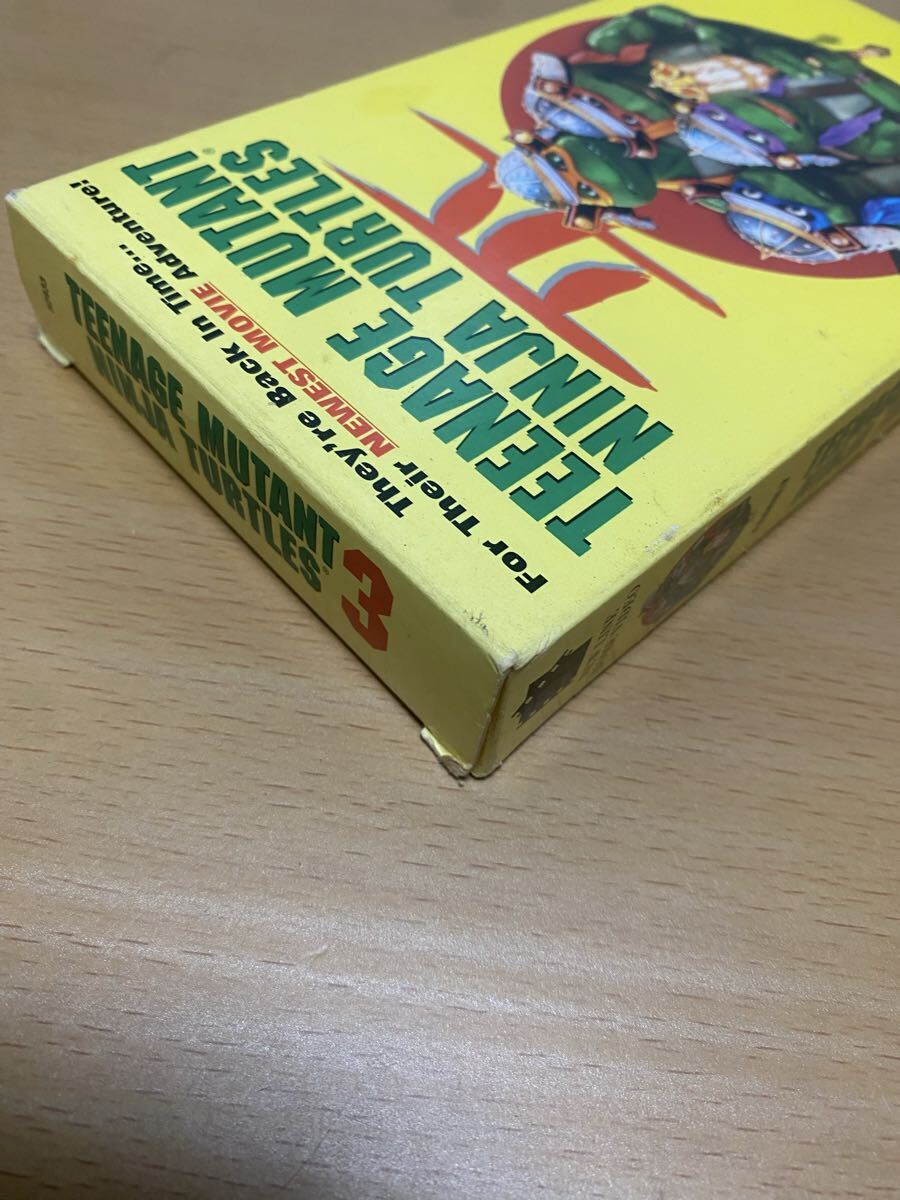 They're Back In Time...
For Their NEWEST MOVIE Adventure!
TEENAGE MUTANT
NINJA TURTLES®
III
TEENAGE MUTANT
NINJA TURTLES®
3